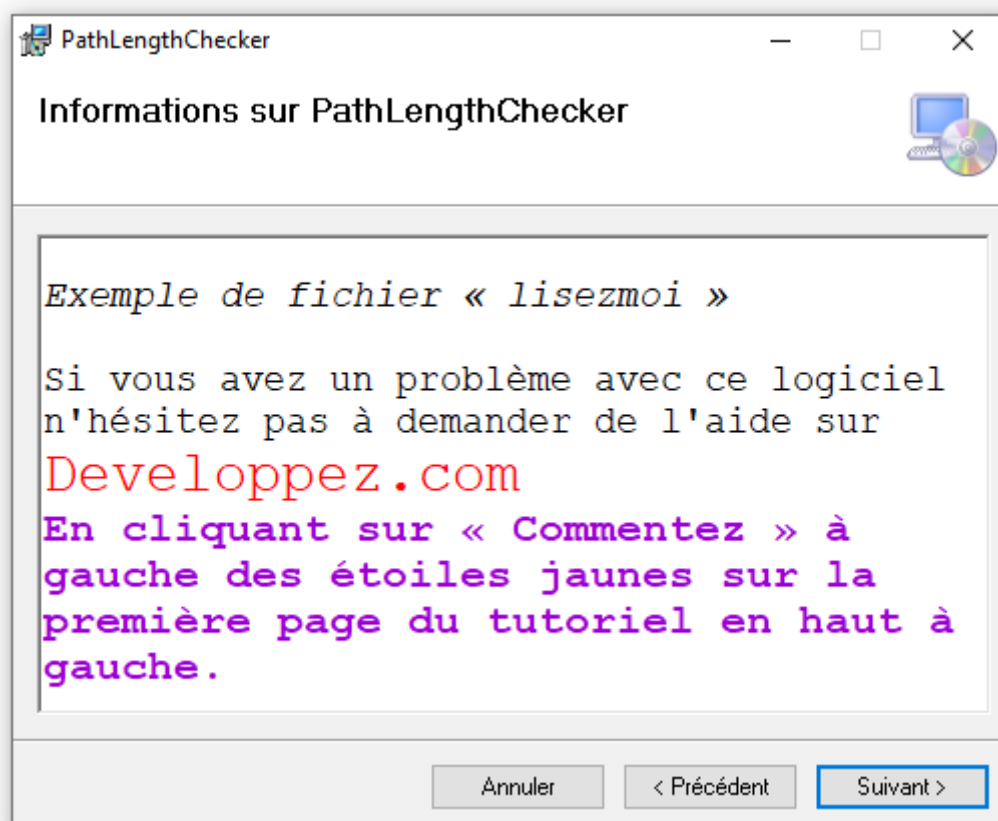 PathLengthChecker
Informations sur PathLengthChecker
Exemple de fichier « lisezmoi »
Si vous avez un problème avec ce logiciel
n'hésitez pas à demander de l'aide sur
Developpez.com
En cliquant sur « Commentez » à
gauche des étoiles jaunes sur la
première page du tutoriel en haut à
gauche.
Annuler
< Précédent
Suivant >